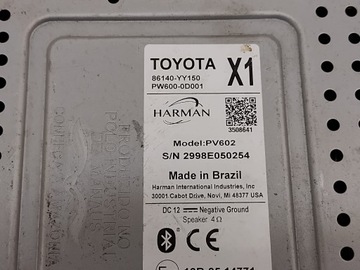 TOYOTA
86140-YY150
PW600-0D001
X1
HARMAN
3508641
Model:PV602
S/N 2998E050254
Made in Brazil
Harman International Industries, Inc
30001 Cabot Drive, Novi, MI 48377 USA
DC 12 Negative Ground
Speaker 4Ω
CE